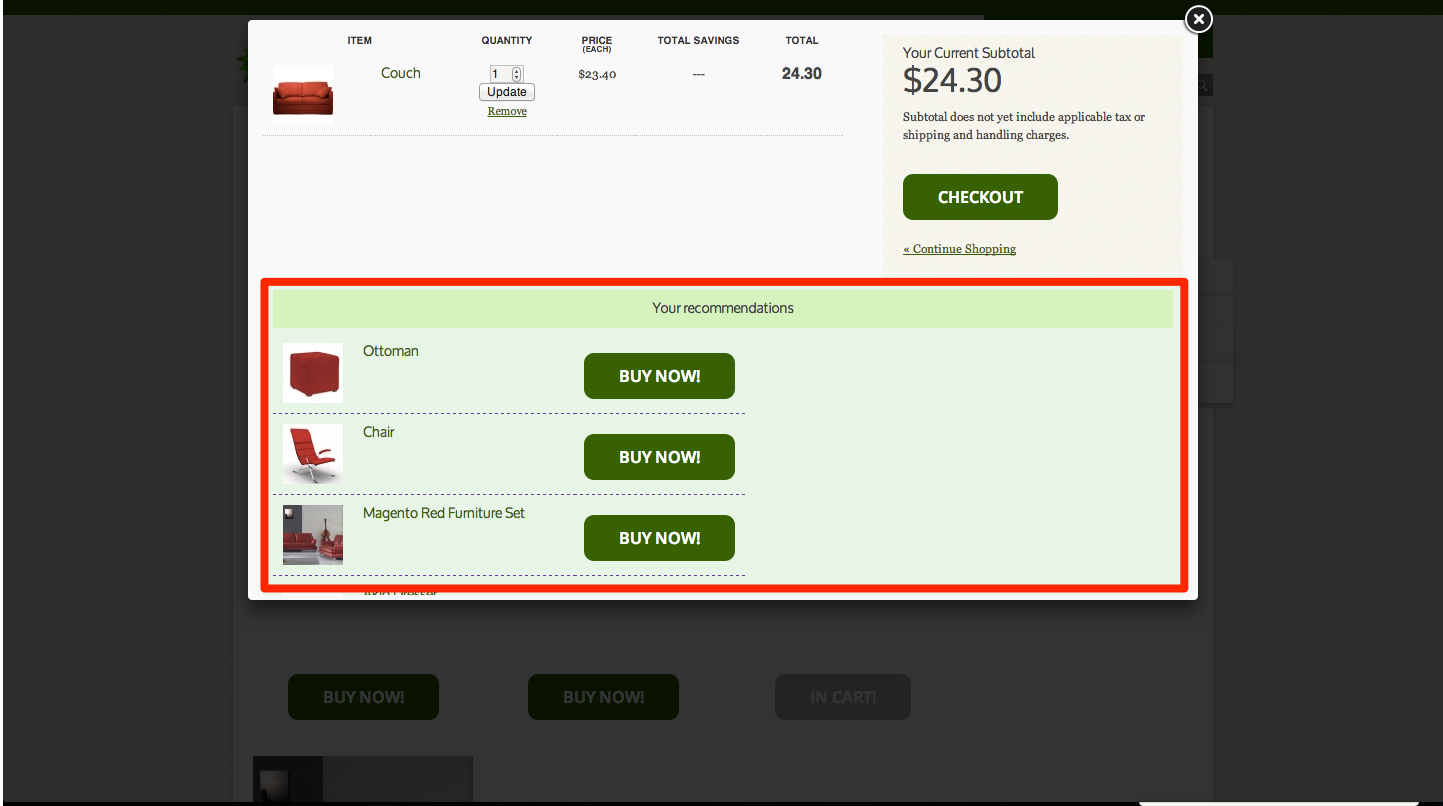 ITEM
QUANTITY
PRICE
(EACH)
TOTAL SAVINGS
TOTAL
Couch
1
Update
Remove
$23.40
---
24.30
Your Current Subtotal
$24.30
Subtotal does not yet include applicable tax or
shipping and handling charges.
CHECKOUT
« Continue Shopping
Your recommendations
Ottoman
BUY NOW!
Chair
BUY NOW!
Magento Red Furniture Set
BUY NOW!
BUY NOW!
BUY NOW!
IN CART!